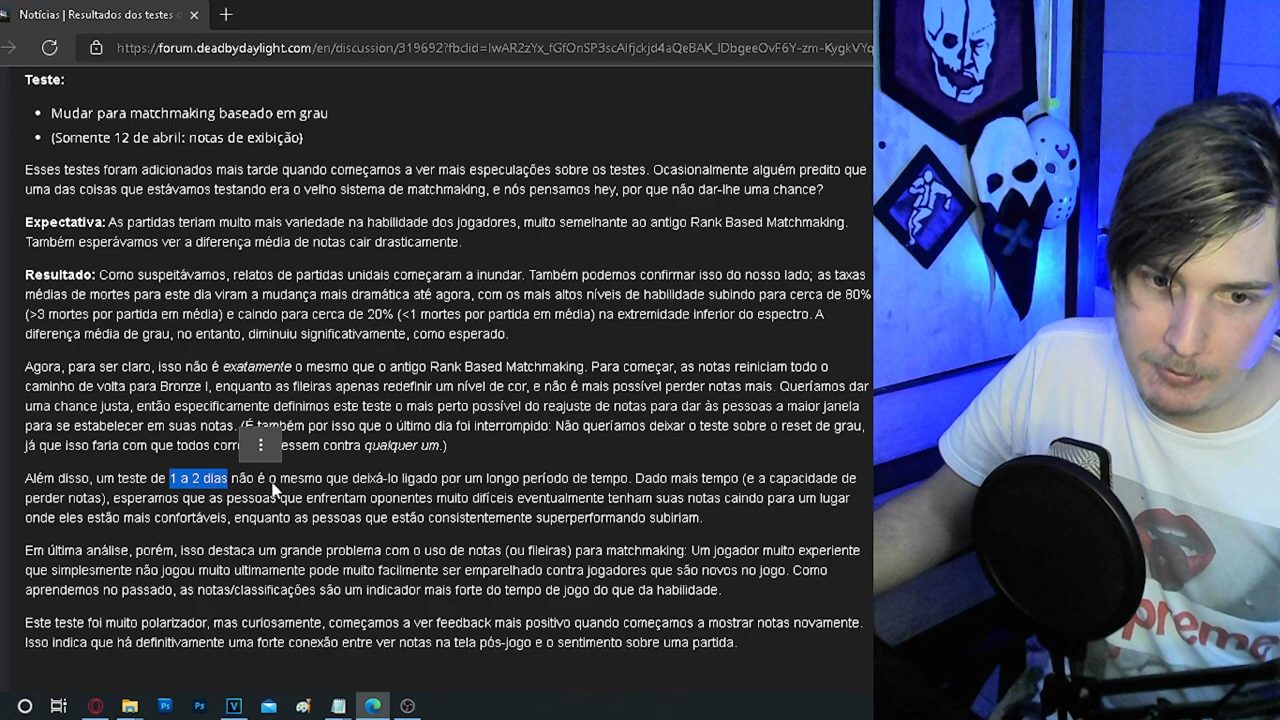 Notícias | Resultados dos testes d
https://forum.deadbydaylight.com/en/discussion/319692?fbclid=IwAR2zYx_fGfOnSP3scAlfjckjd4aQeBAK_IDbgeeOvF6Y-zm-KygkVYq
Teste:
• Mudar para matchmaking baseado em grau
• (Somente 12 de abril: notas de exibição)
Esses testes foram adicionados mais tarde quando começamos a ver mais especulações sobre os testes. Ocasionalmente alguém predito que
uma das coisas que estávamos testando era o velho sistema de matchmaking, e nós pensamos hey, por que não dar-lhe uma chance?
Expectativa: As partidas teriam muito mais variedade na habilidade dos jogadores, muito semelhante ao antigo Rank Based Matchmaking.
Também esperávamos ver a diferença média de notas cair drasticamente.
Resultado: Como suspeitávamos, relatos de partidas unidais começaram a inundar. Também podemos confirmar isso do nosso lado; as taxas
médias de mortes para este dia viram a mudança mais dramática até agora, com os mais altos níveis de habilidade subindo para cerca de 80%
(>3 mortes por partida em média) e caindo para cerca de 20% (<1 mortes por partida em média) na extremidade inferior do espectro. A
diferença média de grau, no entanto, diminuiu significativamente, como esperado.
Agora, para ser claro, isso não é exatamente o mesmo que o antigo Rank Based Matchmaking. Para começar, as notas reiniciam todo o
caminho de volta para Bronze I, enquanto as fileiras apenas redefinir um nível de cor, e não é mais possível perder notas mais. Queríamos dar
uma chance justa, então especificamente definimos este teste o mais perto possível do reajuste de notas para dar às pessoas a maior janela
para se estabelecer em suas notas. (É também por isso que o último dia foi interrompido: Não queríamos deixar o teste sobre o reset de grau,
já que isso faria com que todos corr essem contra qualquer um.)
Além disso, um teste de 1 a 2 dias não é o mesmo que deixá-lo ligado por um longo período de tempo. Dado mais tempo (e a capacidade de
perder notas), esperamos que as pessoas que enfrentam oponentes muito difíceis eventualmente tenham suas notas caindo para um lugar
onde eles estão mais confortáveis, enquanto as pessoas que estão consistentemente superperformando subiriam.
Em última análise, porém, isso destaca um grande problema com o uso de notas (ou fileiras) para matchmaking: Um jogador muito experiente
que simplesmente não jogou muito ultimamente pode muito facilmente ser emparelhado contra jogadores que são novos no jogo. Como
aprendemos no passado, as notas/classificações são um indicador mais forte do tempo de jogo do que da habilidade.
Este teste foi muito polarizador, mas curiosamente, começamos a ver feedback mais positivo quando começamos a mostrar notas novamente.
Isso indica que há definitivamente uma forte conexão entre ver notas na tela pós-jogo e o sentimento sobre uma partida.
Ps
Ps
V